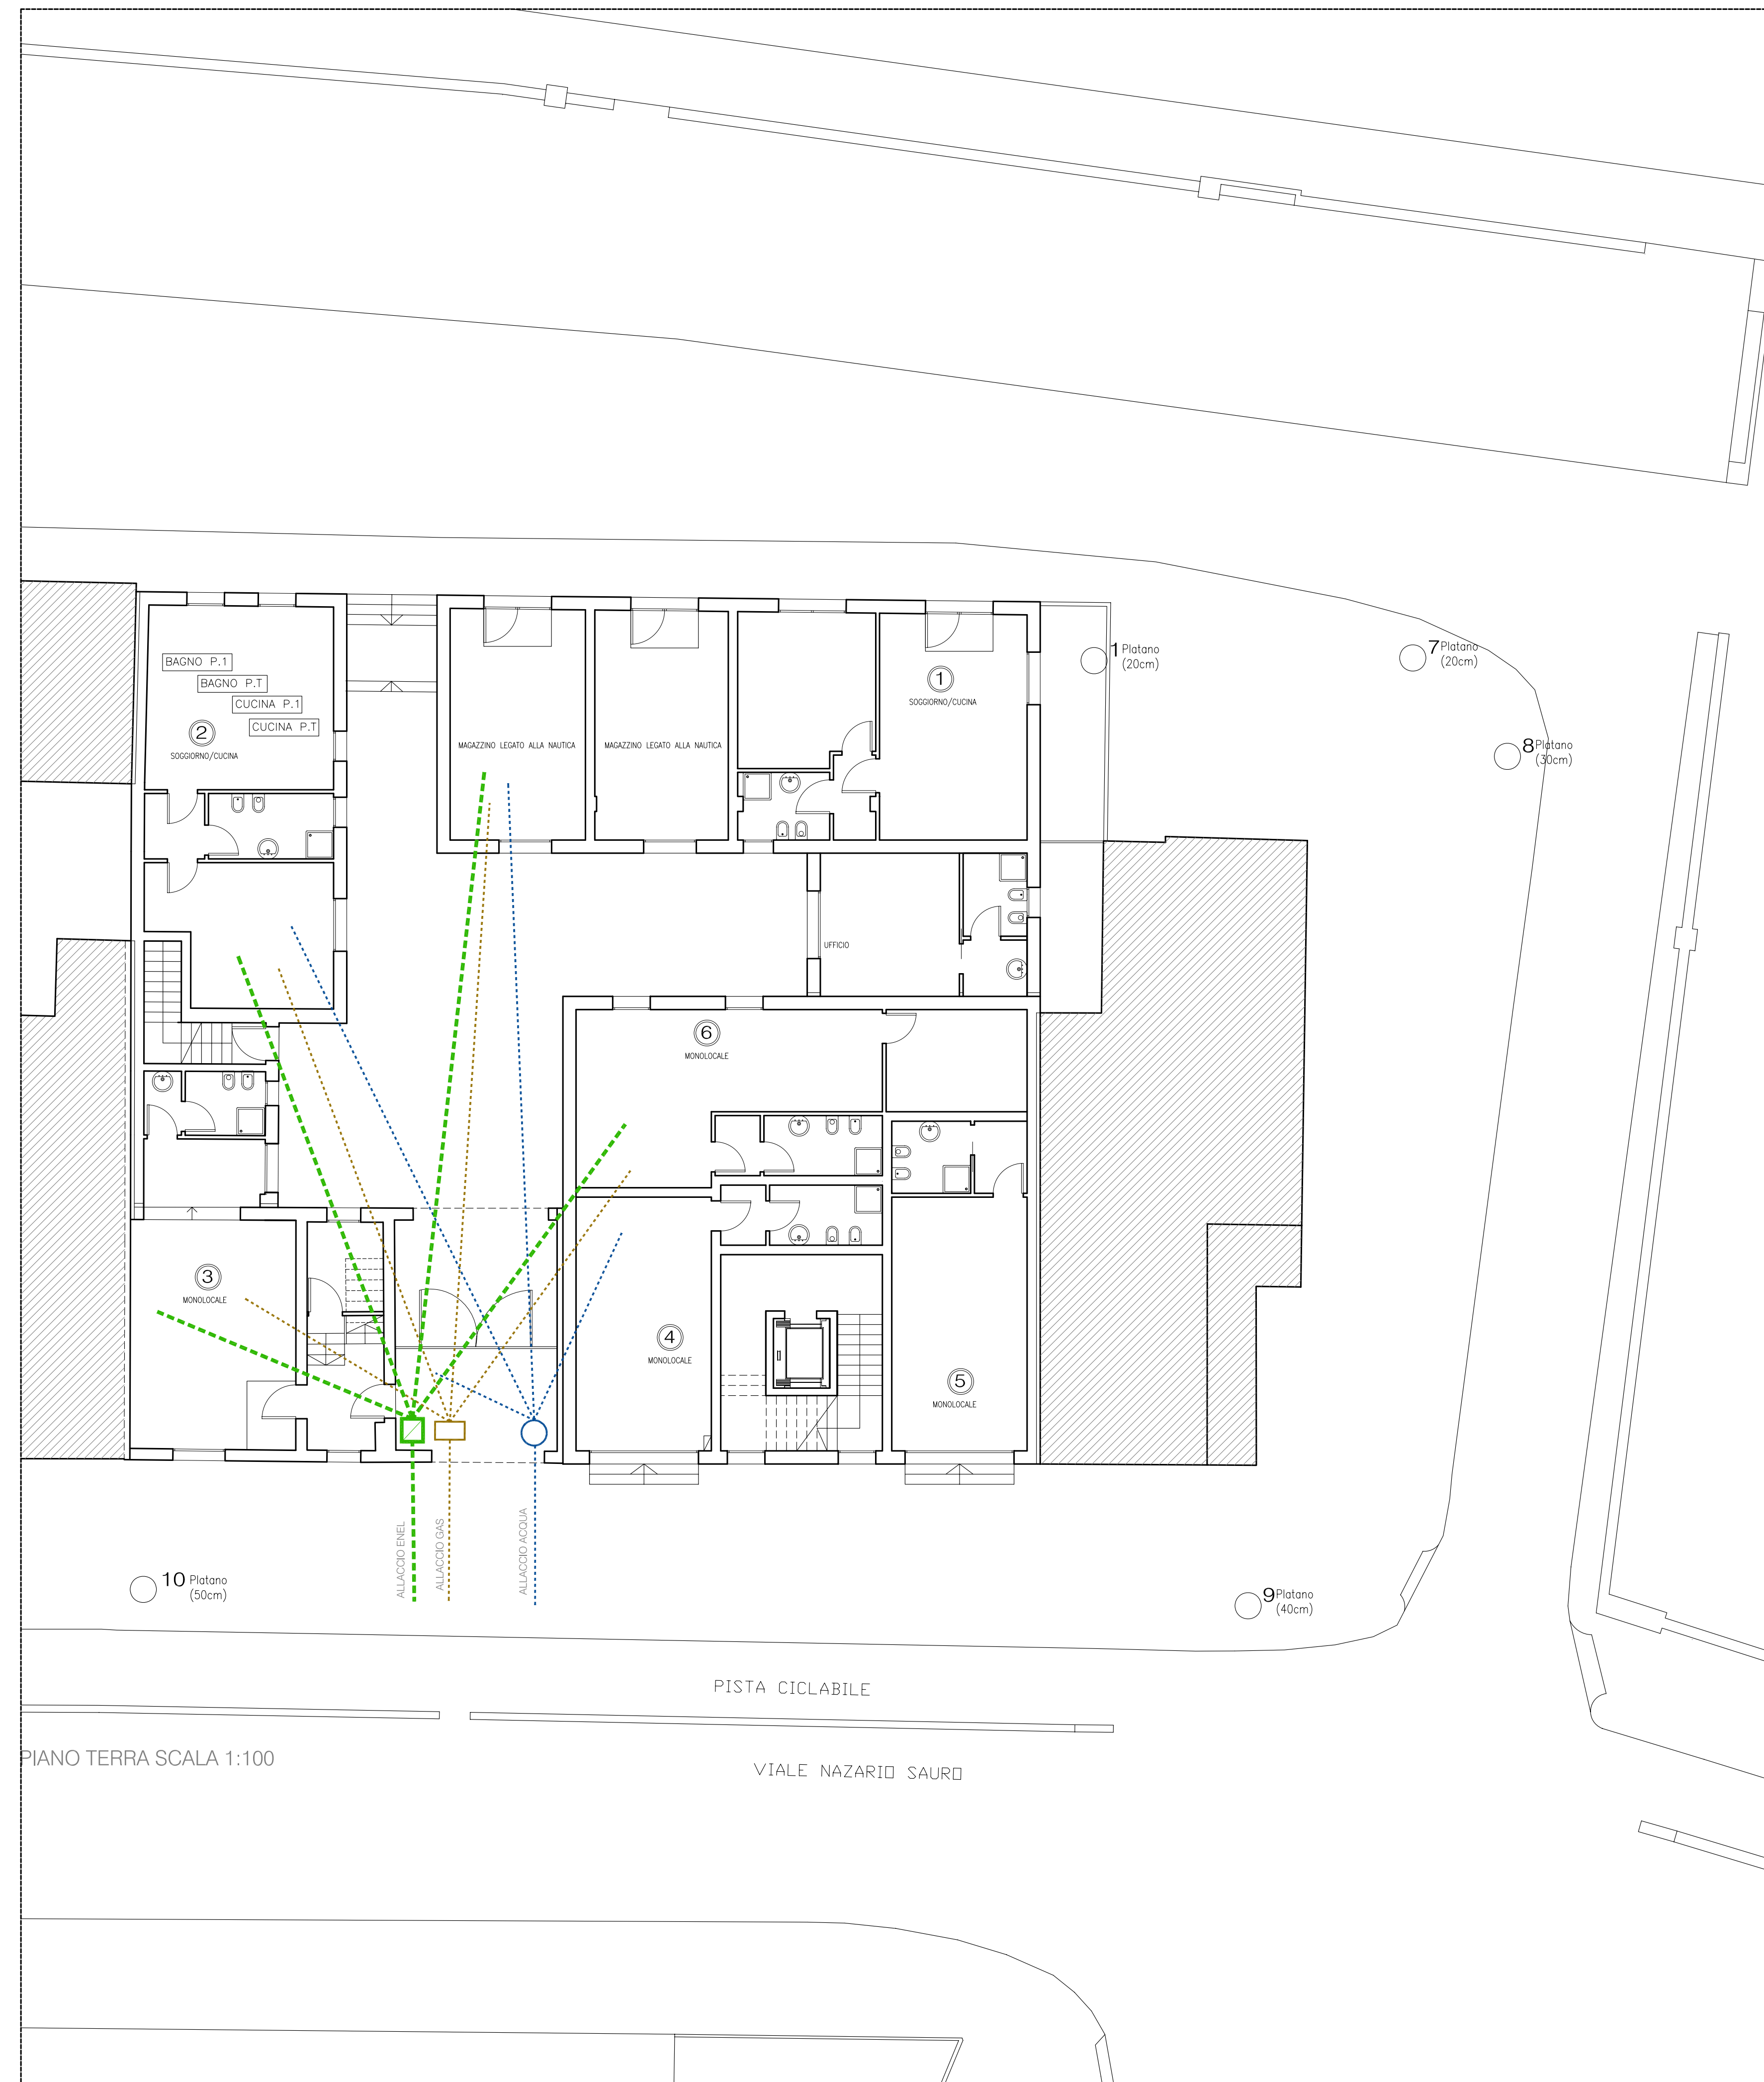 BAGNO P.1
BAGNO P.T
CUCINA P.1
CUCINA P.T
2
SOGGIORNO/CUCINA
MAGAZZINO LEGATO ALLA NAUTICA
MAGAZZINO LEGATO ALLA NAUTICA
1
SOGGIORNO/CUCINA
1 Platano
(20cm)
7 Platano
(20cm)
8 Platano
(30cm)
UFFICIO
6
MONOLOCALE
3
MONOLOCALE
4
MONOLOCALE
5
MONOLOCALE
ALLACCIO ENEL
ALLACCIO GAS
ALLACCIO ACQUA
10 Platano
(50cm)
9 Platano
(40cm)
PISTA CICLABILE
PIANO TERRA SCALA 1:100
VIALE NAZARIO SAURO